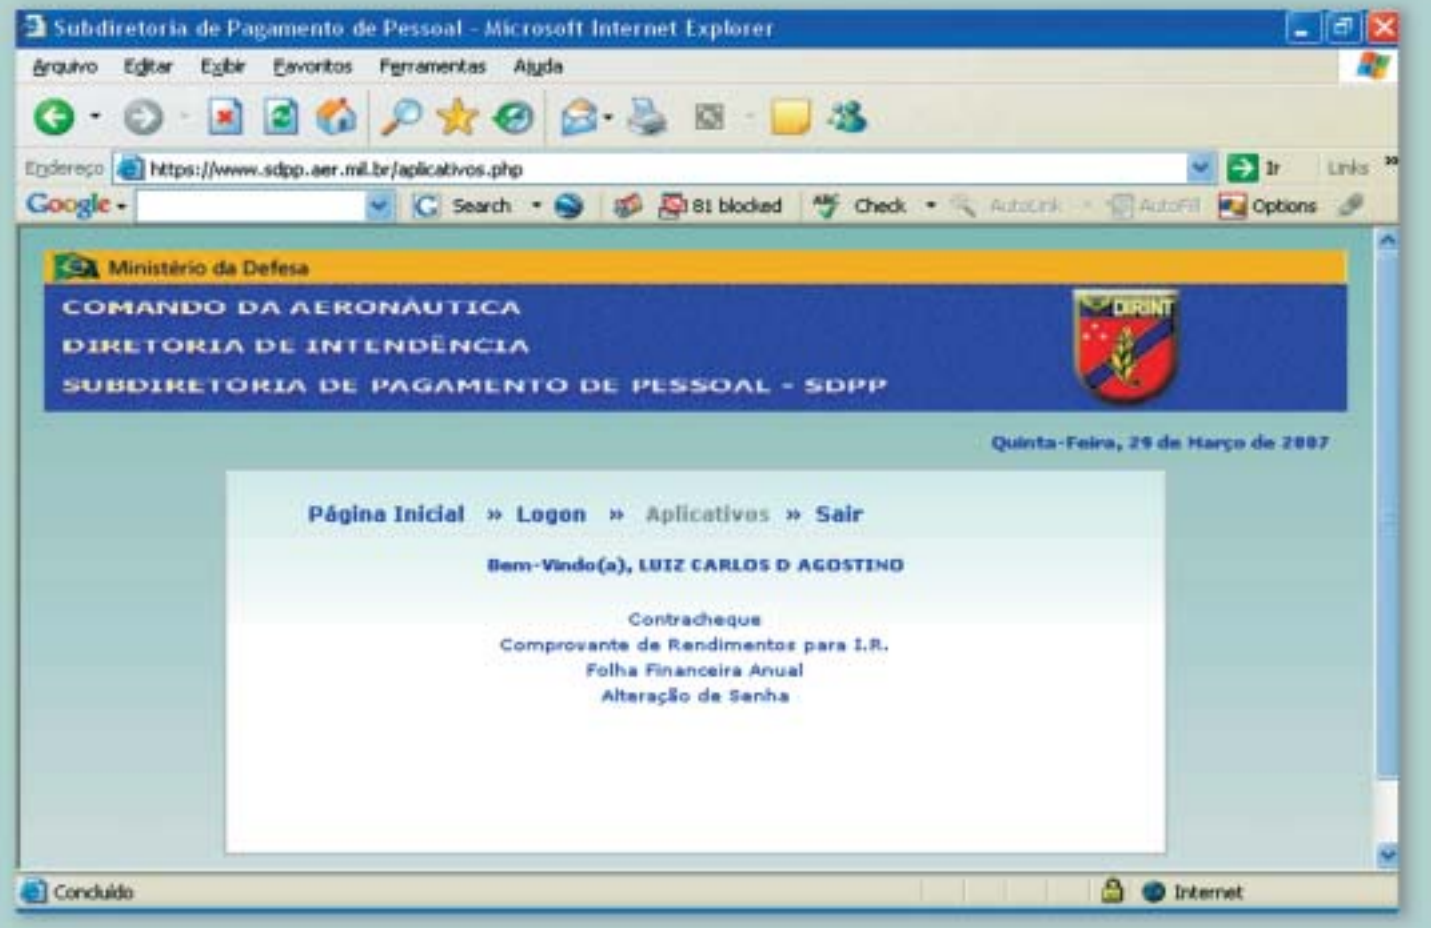 Subdiretoria de Pagamento de Pessoal - Microsoft Internet Explorer
Arquivo Editar Exibir Favoritos Ferramentas Ajuda
Endereço https://www.sdpp.aer.mil.br/aplicativos.php Ir Links »
Google Search 81 blocked Check AutoLink AutoFill Options
Ministério da Defesa
COMANDO DA AERONÁUTICA
DIRINT
DIRETORIA DE INTENDÊNCIA
SUBDIRETORIA DE PAGAMENTO DE PESSOAL - SDPP
Quinta-Feira, 29 de Março de 2007
Página Inicial » Logon » Aplicativos » Sair
Bem-Vindo(a), LUIZ CARLOS D AGOSTINO
Contracheque
Comprovante de Rendimentos para I.R.
Folha Financeira Anual
Alteração de Senha
Concluído Internet